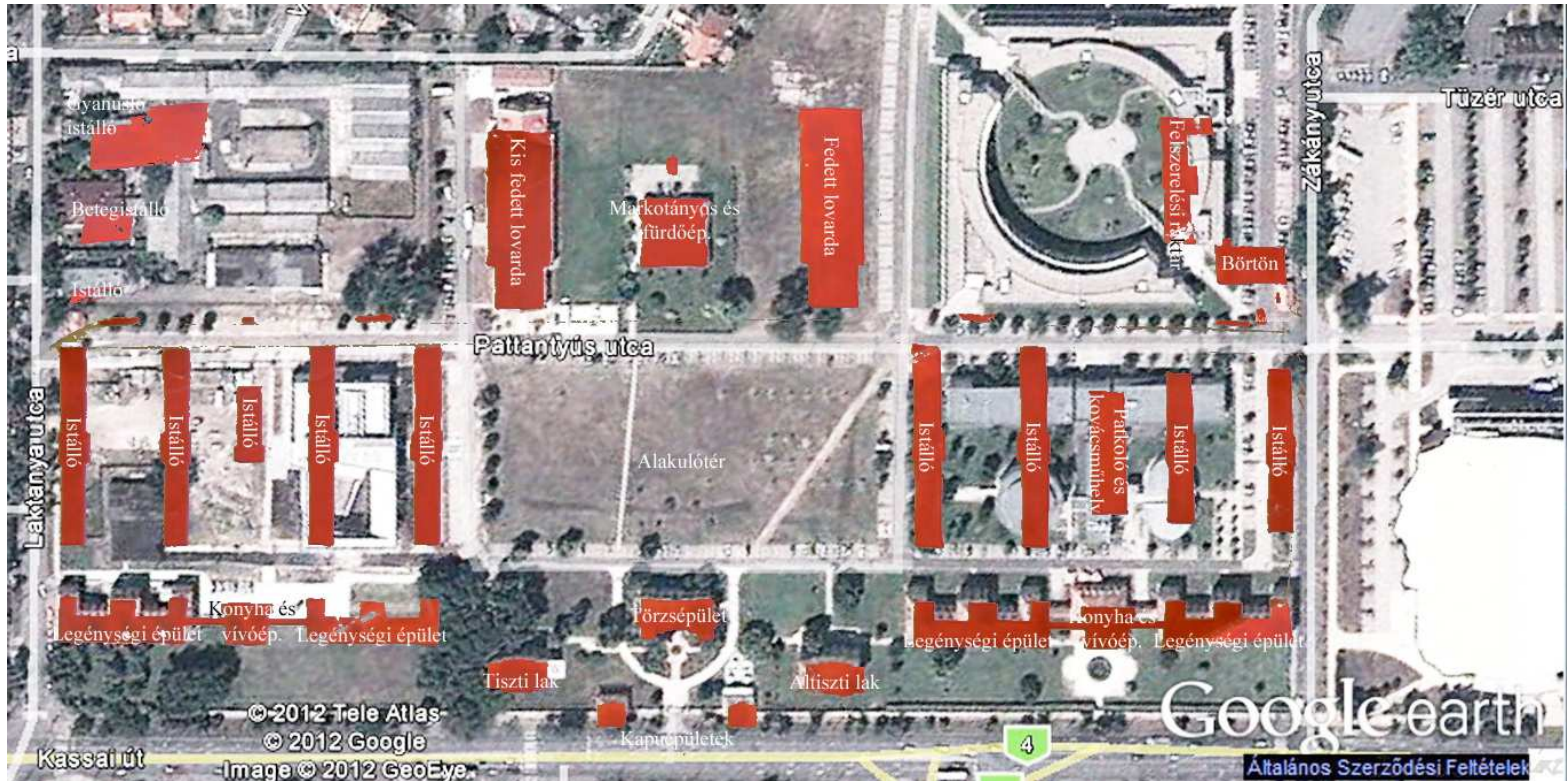 Tüzér utca
Zákány utca
Gyanúsló
istálló
Betegistálló
Istálló
Kis fedett lovarda
Markotányos és
fürdőép.
Fedett lovarda
Felszerelési raktár
Börtön
Pattantyús utca
Laktanya utca
Istálló
Istálló
Istálló
Istálló
Istálló
Alakulótér
Istálló
Istálló
Patkoló és
kovácsműhely
Istálló
Istálló
Legénységi épület
Konyha és
vívóép.
Legénységi épület
Törzsépület
Legénységi épület
Konyha és
vívóép.
Legénységi épület
Tiszti lak
Altiszti lak
Kapuépületek
© 2012 Tele Atlas
© 2012 Google
Image © 2012 GeoEye
Kassai út
4
Google earth
Általános Szerződési Feltételek